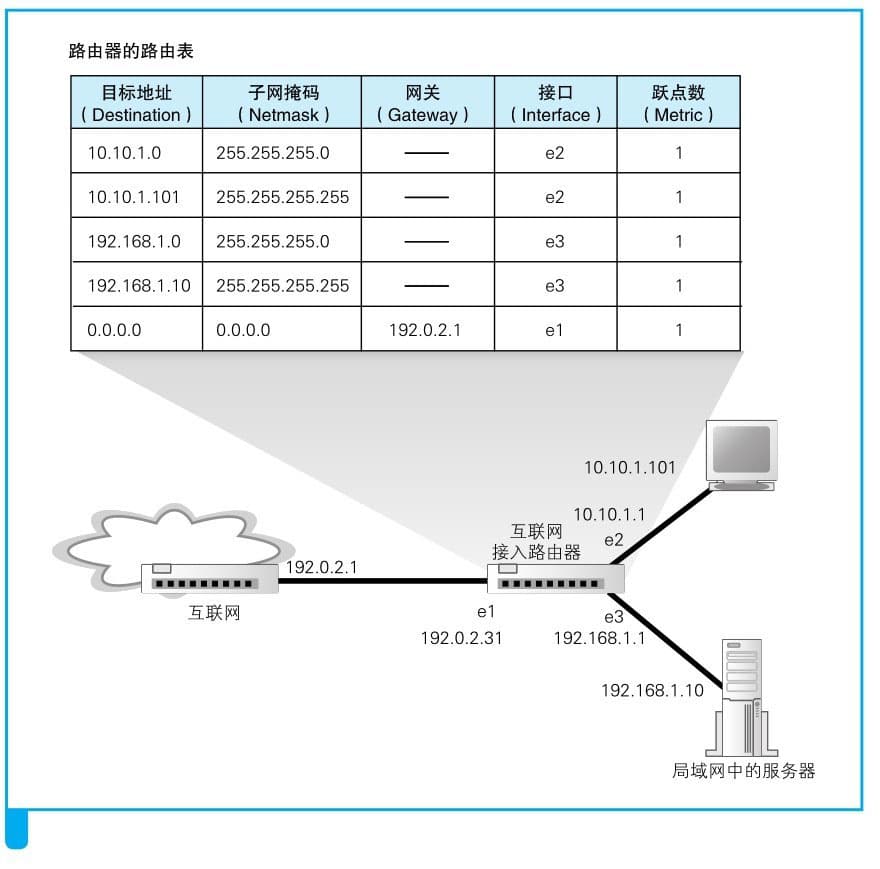 路由器的路由表
目标地址 子网掩码 网关 接口 跃点数
( Destination ) ( Netmask ) ( Gateway ) ( Interface ) ( Metric )
10.10.1.0 255.255.255.0 —— e2 1
10.10.1.101 255.255.255.255 —— e2 1
192.168.1.0 255.255.255.0 —— e3 1
192.168.1.10 255.255.255.255 —— e3 1
0.0.0.0 0.0.0.0 192.0.2.1 e1 1
10.10.1.101
10.10.1.1
互联网 e2
接入路由器
192.0.2.1
互联网
e1 e3
192.0.2.31 192.168.1.1
192.168.1.10
局域网中的服务器